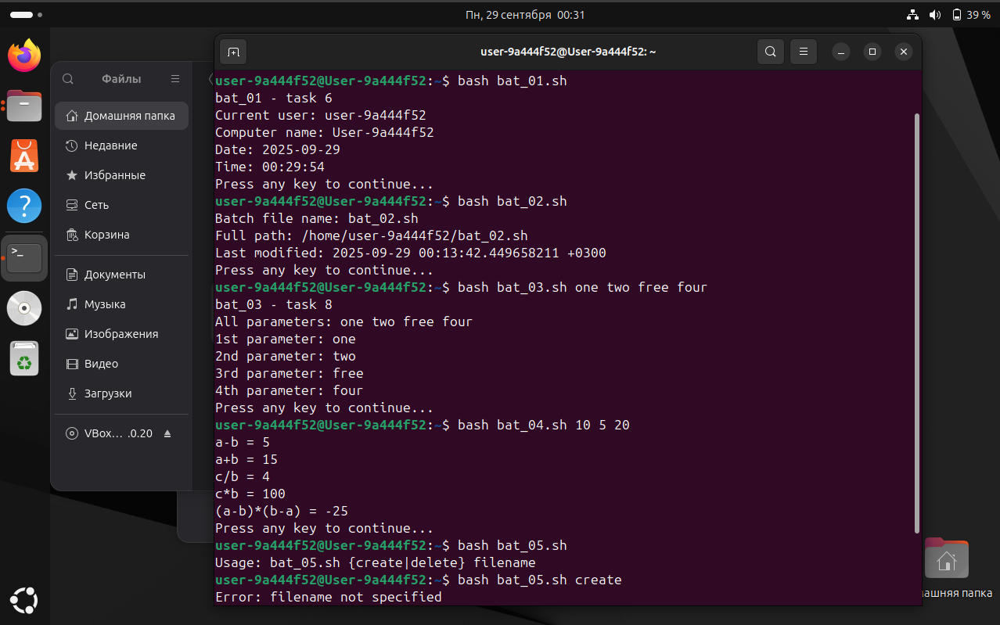 Пн, 29 сентября 00:31
39 %
Файлы
Домашняя папка
Недавние
Избранные
Сеть
Корзина
Документы
Музыка
Изображения
Видео
Загрузки
VBox… .0.20
user-9a444f52@User-9a444f52: ~
user-9a444f52@User-9a444f52:~$ bash bat_01.sh
bat_01 - task 6
Current user: user-9a444f52
Computer name: User-9a444f52
Date: 2025-09-29
Time: 00:29:54
Press any key to continue...
user-9a444f52@User-9a444f52:~$ bash bat_02.sh
Batch file name: bat_02.sh
Full path: /home/user-9a444f52/bat_02.sh
Last modified: 2025-09-29 00:13:42.449658211 +0300
Press any key to continue...
user-9a444f52@User-9a444f52:~$ bash bat_03.sh one two free four
bat_03 - task 8
All parameters: one two free four
1st parameter: one
2nd parameter: two
3rd parameter: free
4th parameter: four
Press any key to continue...
user-9a444f52@User-9a444f52:~$ bash bat_04.sh 10 5 20
a-b = 5
a+b = 15
c/b = 4
c*b = 100
(a-b)*(b-a) = -25
Press any key to continue...
user-9a444f52@User-9a444f52:~$ bash bat_05.sh
Usage: bat_05.sh {create|delete} filename
user-9a444f52@User-9a444f52:~$ bash bat_05.sh create
Error: filename not specified
ашняя папка